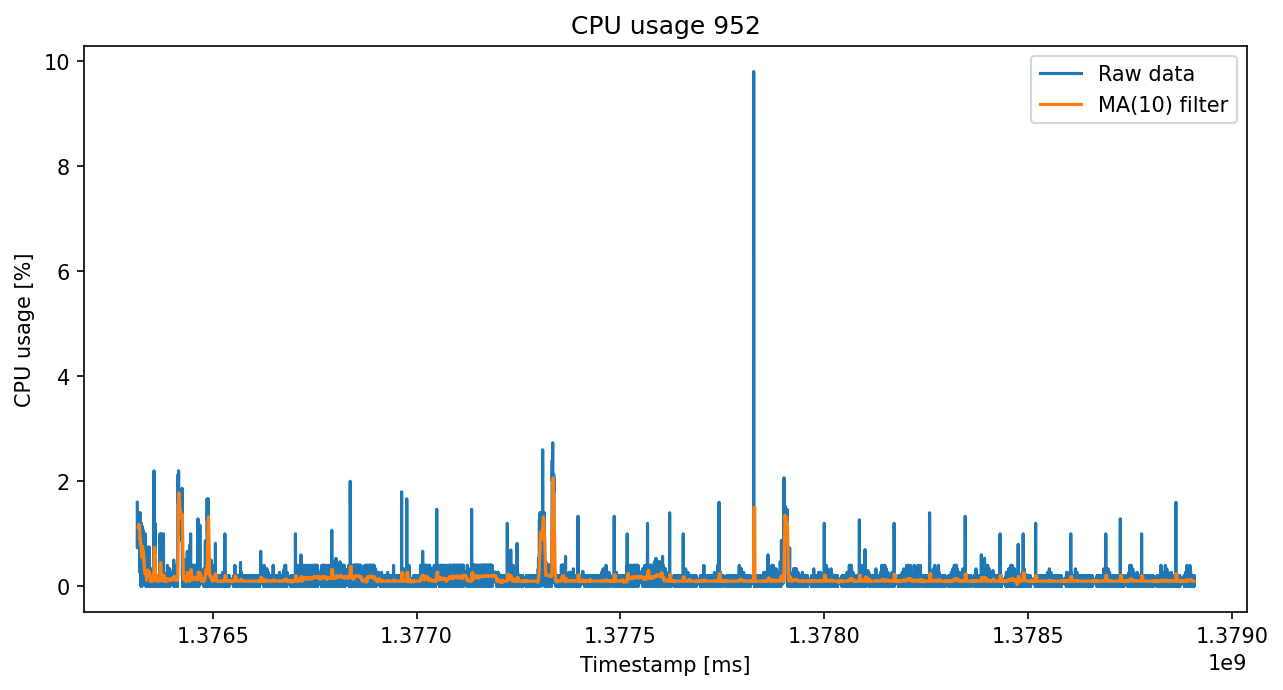 CPU usage 952
Raw data
MA(10) filter
CPU usage [%]
10
8
6
4
2
0
1.3765 1.3770 1.3775 1.3780 1.3785 1.3790
1e9
Timestamp [ms]